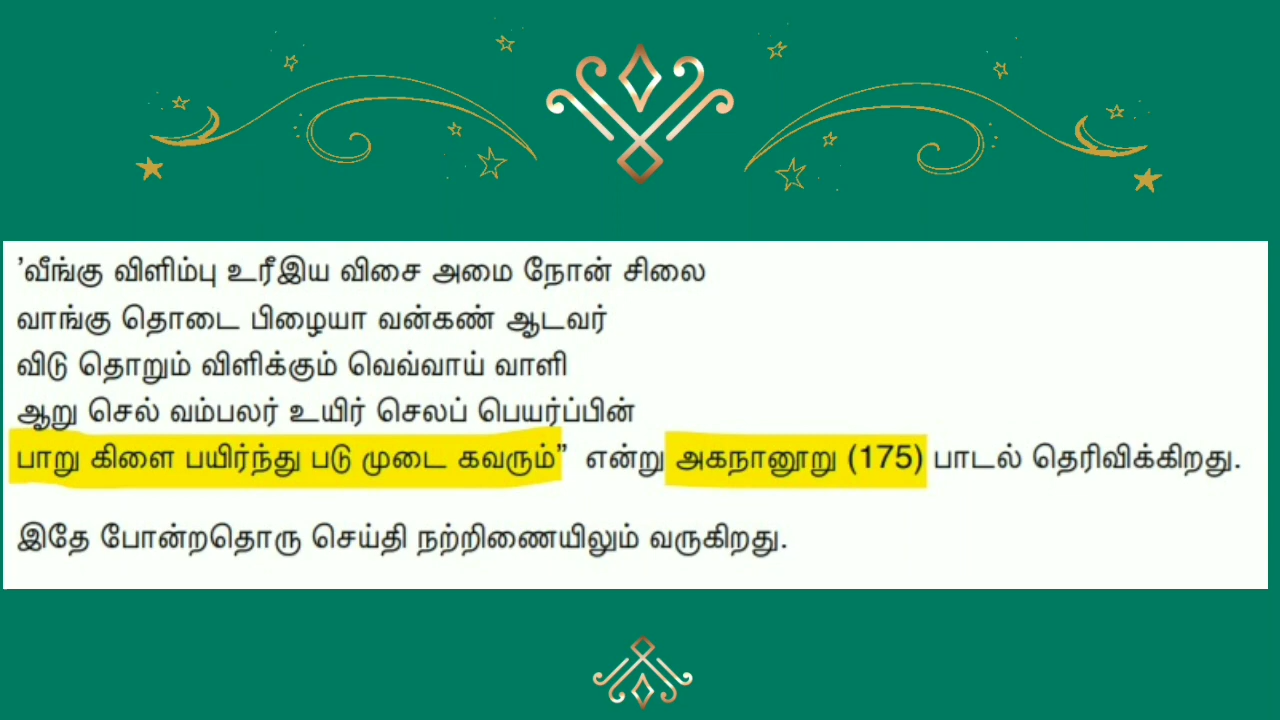 ’வீங்கு விளிம்பு உரீஇய விசை அமை நோன் சிலை
வாங்கு தொடை பிழையா வன்கண் ஆடவர்
விடு தொறும் விளிக்கும் வெவ்வாய் வாளி
ஆறு செல் வம்பலர் உயிர் செலப் பெயர்ப்பின்
பாறு கிளை பயிர்ந்து படு முடை கவரும்” என்று அகநானூறு (175) பாடல் தெரிவிக்கிறது.
இதே போன்றதொரு செய்தி நற்றிணையிலும் வருகிறது.